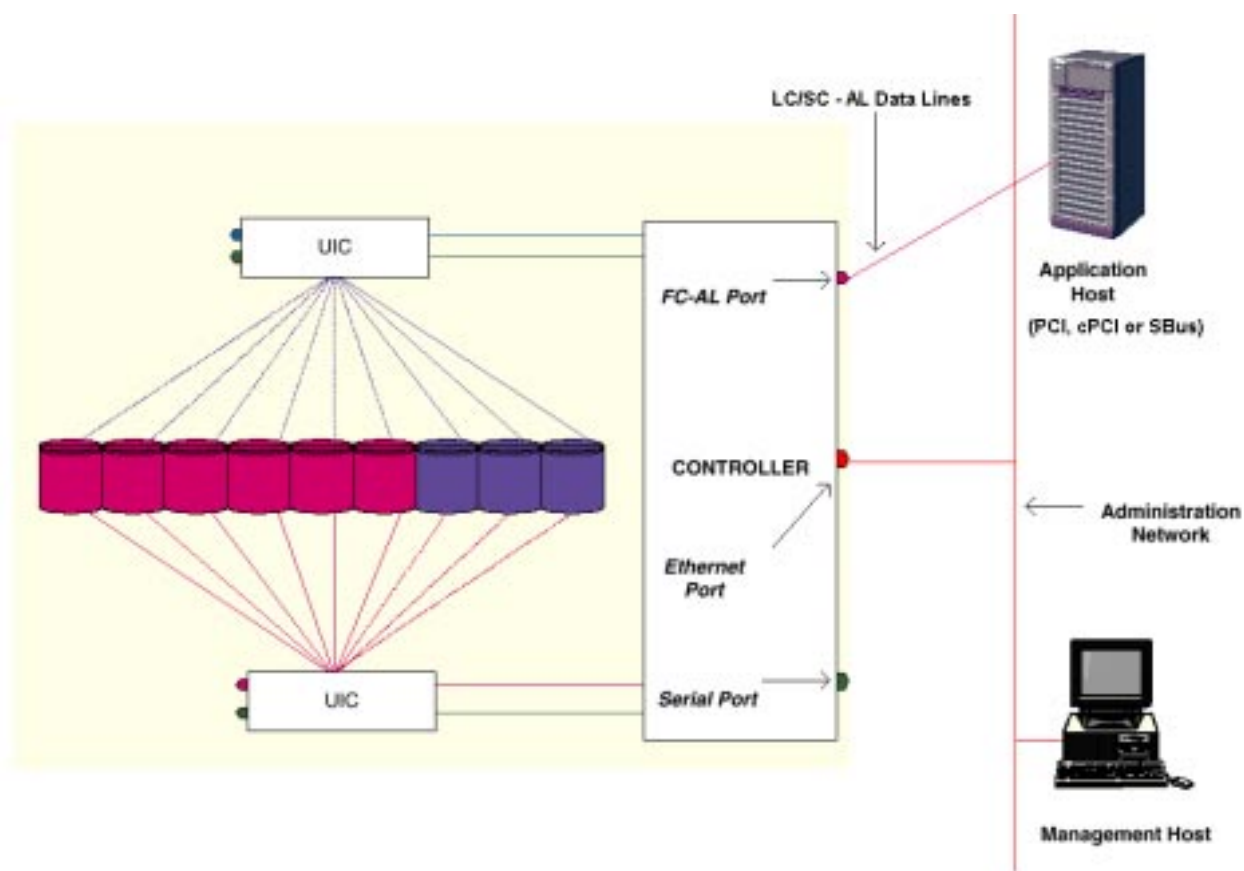 LC/SC - AL Data Lines
UIC
FC-AL Port
Application
Host
(PCI, cPCI or SBus)
CONTROLLER
Administration
Network
Ethernet
Port
UIC
Serial Port
Management Host